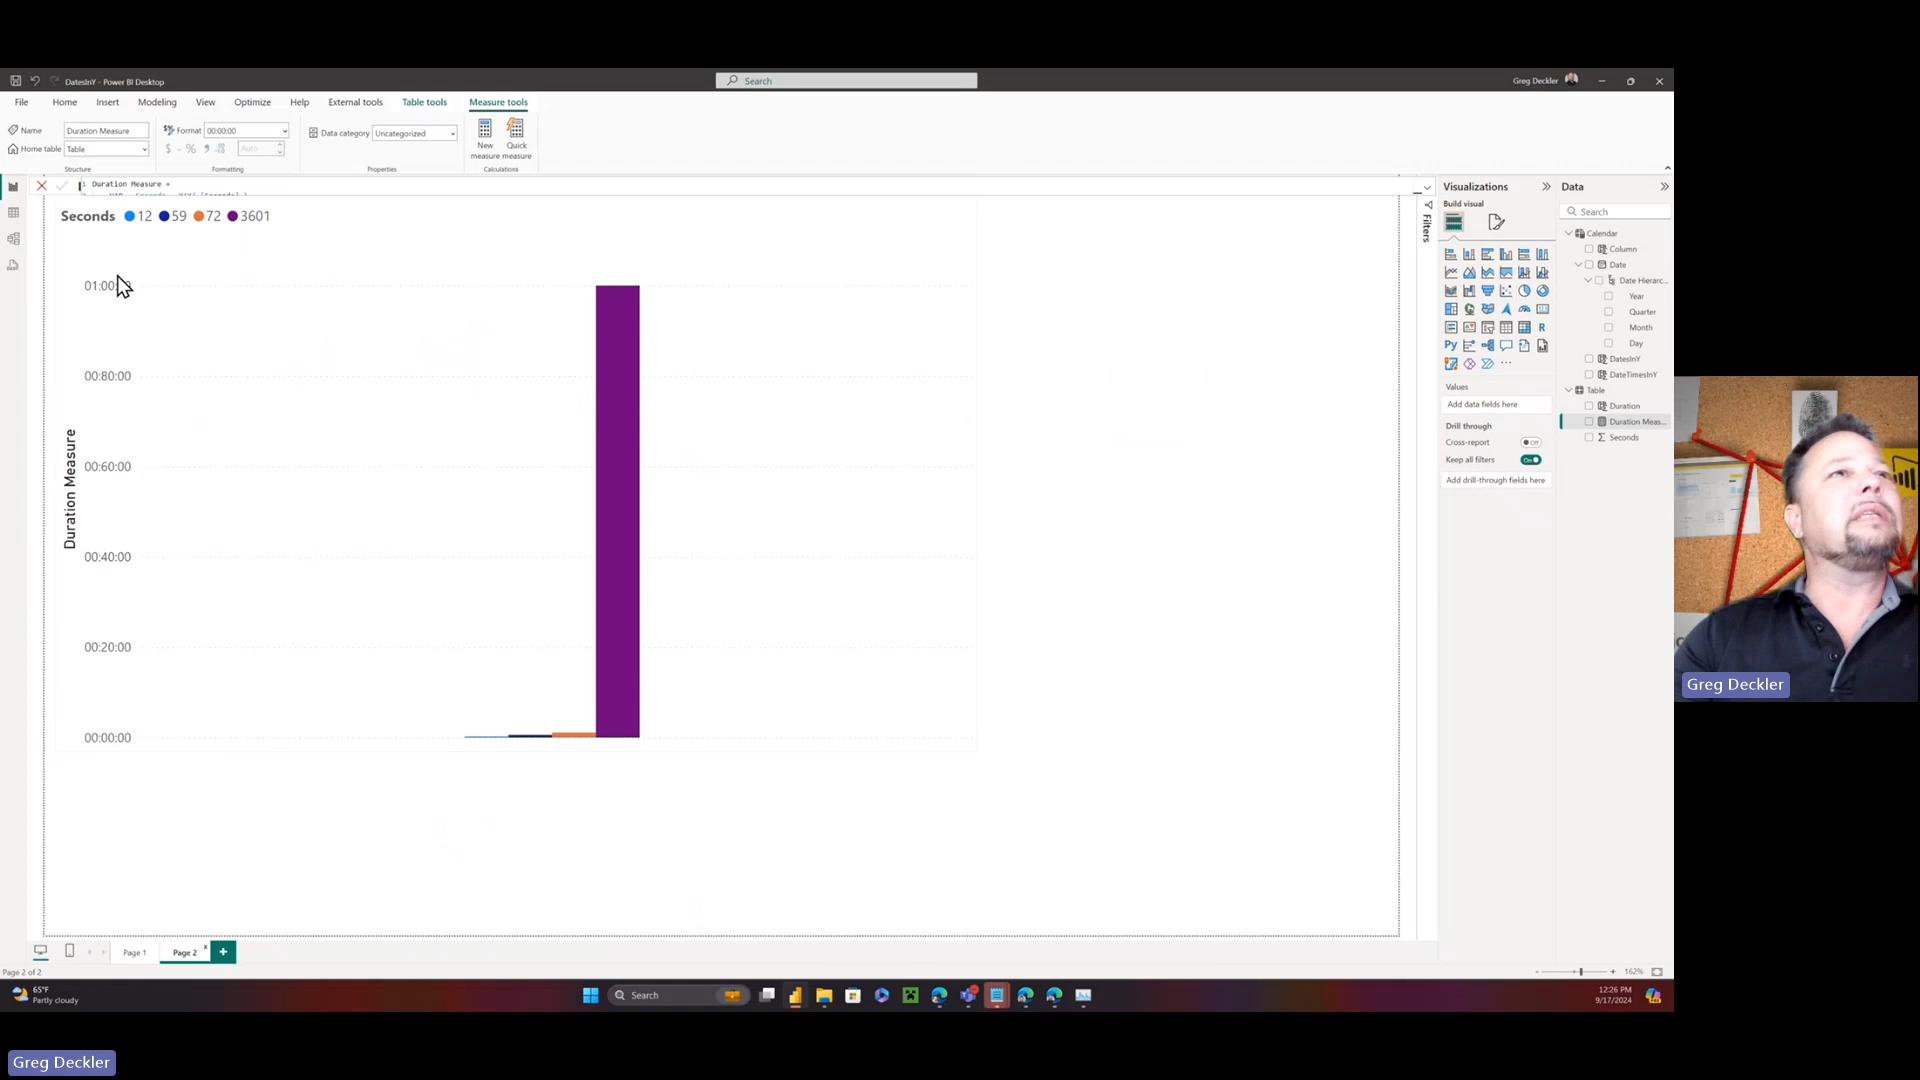 DatesInY - Power BI Desktop
Search
Greg Deckler
File Home Insert Modeling View Optimize Help External tools Table tools Measure tools
Name Duration Measure
Format 00:00:00
Data category Uncategorized
Home table Table
$ % Auto
New measure
Quick measure
Structure Formatting Properties Calculations
1 Duration Measure =
Seconds 12 59 72 3601
00:80:00
00:60:00
00:40:00
00:20:00
00:00:00
Duration Measure
Filters
Visualizations
Build visual
Values
Add data fields here
Drill through
Cross-report Off
Keep all filters On
Add drill-through fields here
Data
Search
Calendar
Column
Date
Date Hierarc...
Year
Quarter
Month
Day
DatesInY
DateTimesInY
Table
Duration
Duration Meas...
Seconds
Greg Deckler
Page 1 Page 2
Page 2 of 2
162%
65°F
Partly cloudy
Search
12:26 PM
9/17/2024
Greg Deckler